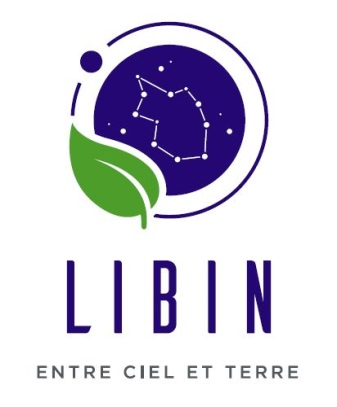 LIBIN
ENTRE CIEL ET TERRE